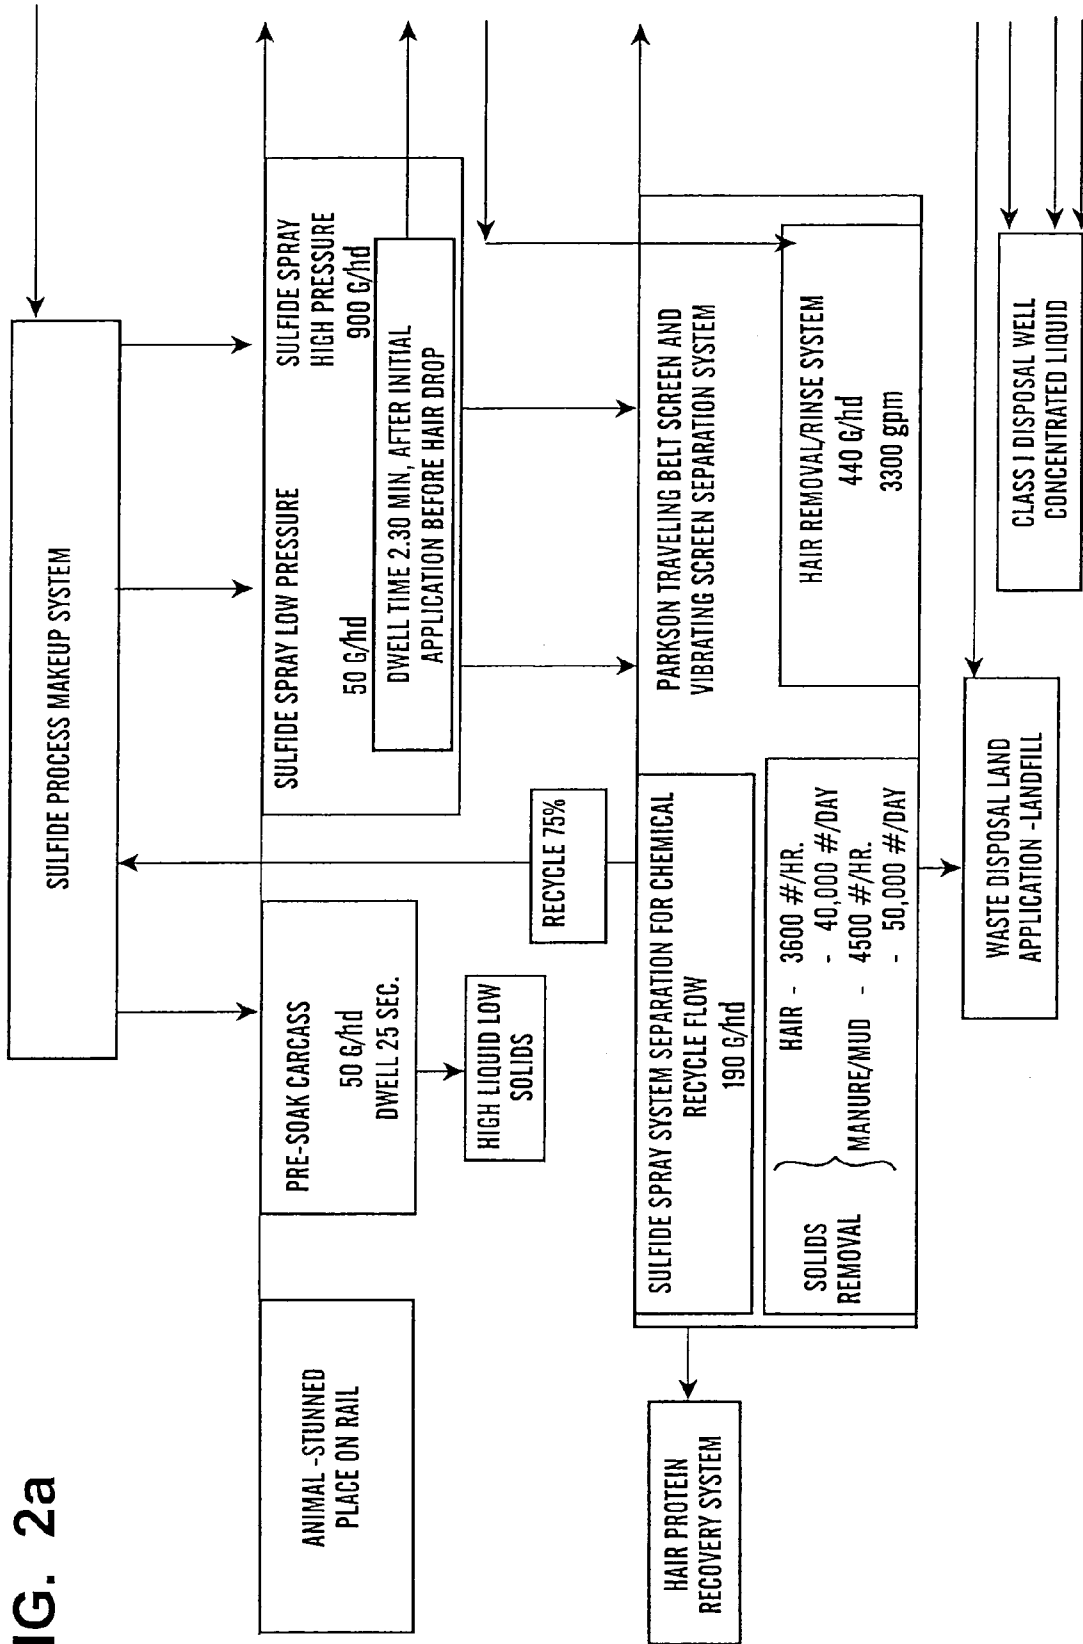 IG. 2a
SULFIDE PROCESS MAKEUP SYSTEM
ANIMAL -STUNNED
PLACE ON RAIL
PRE-SOAK CARCASS
50 G/hd
DWELL 25 SEC.
HIGH LIQUID LOW
SOLIDS
SULFIDE SPRAY LOW PRESSURE
50 G/hd
SULFIDE SPRAY
HIGH PRESSURE
900 G/hd
DWELL TIME 2.30 MIN, AFTER INITIAL
APPLICATION BEFORE HAIR DROP
RECYCLE 75%
HAIR PROTEIN
RECOVERY SYSTEM
SULFIDE SPRAY SYSTEM SEPARATION FOR CHEMICAL
RECYCLE FLOW
190 G/hd
SOLIDS
REMOVAL
HAIR - 3600 #/HR.
- 40,000 #/DAY
MANURE/MUD - 4500 #/HR.
- 50,000 #/DAY
PARKSON TRAVELING BELT SCREEN AND
VIBRATING SCREEN SEPARATION SYSTEM
HAIR REMOVAL/RINSE SYSTEM
440 G/hd
3300 gpm
WASTE DISPOSAL LAND
APPLICATION -LANDFILL
CLASS I DISPOSAL WELL
CONCENTRATED LIQUID